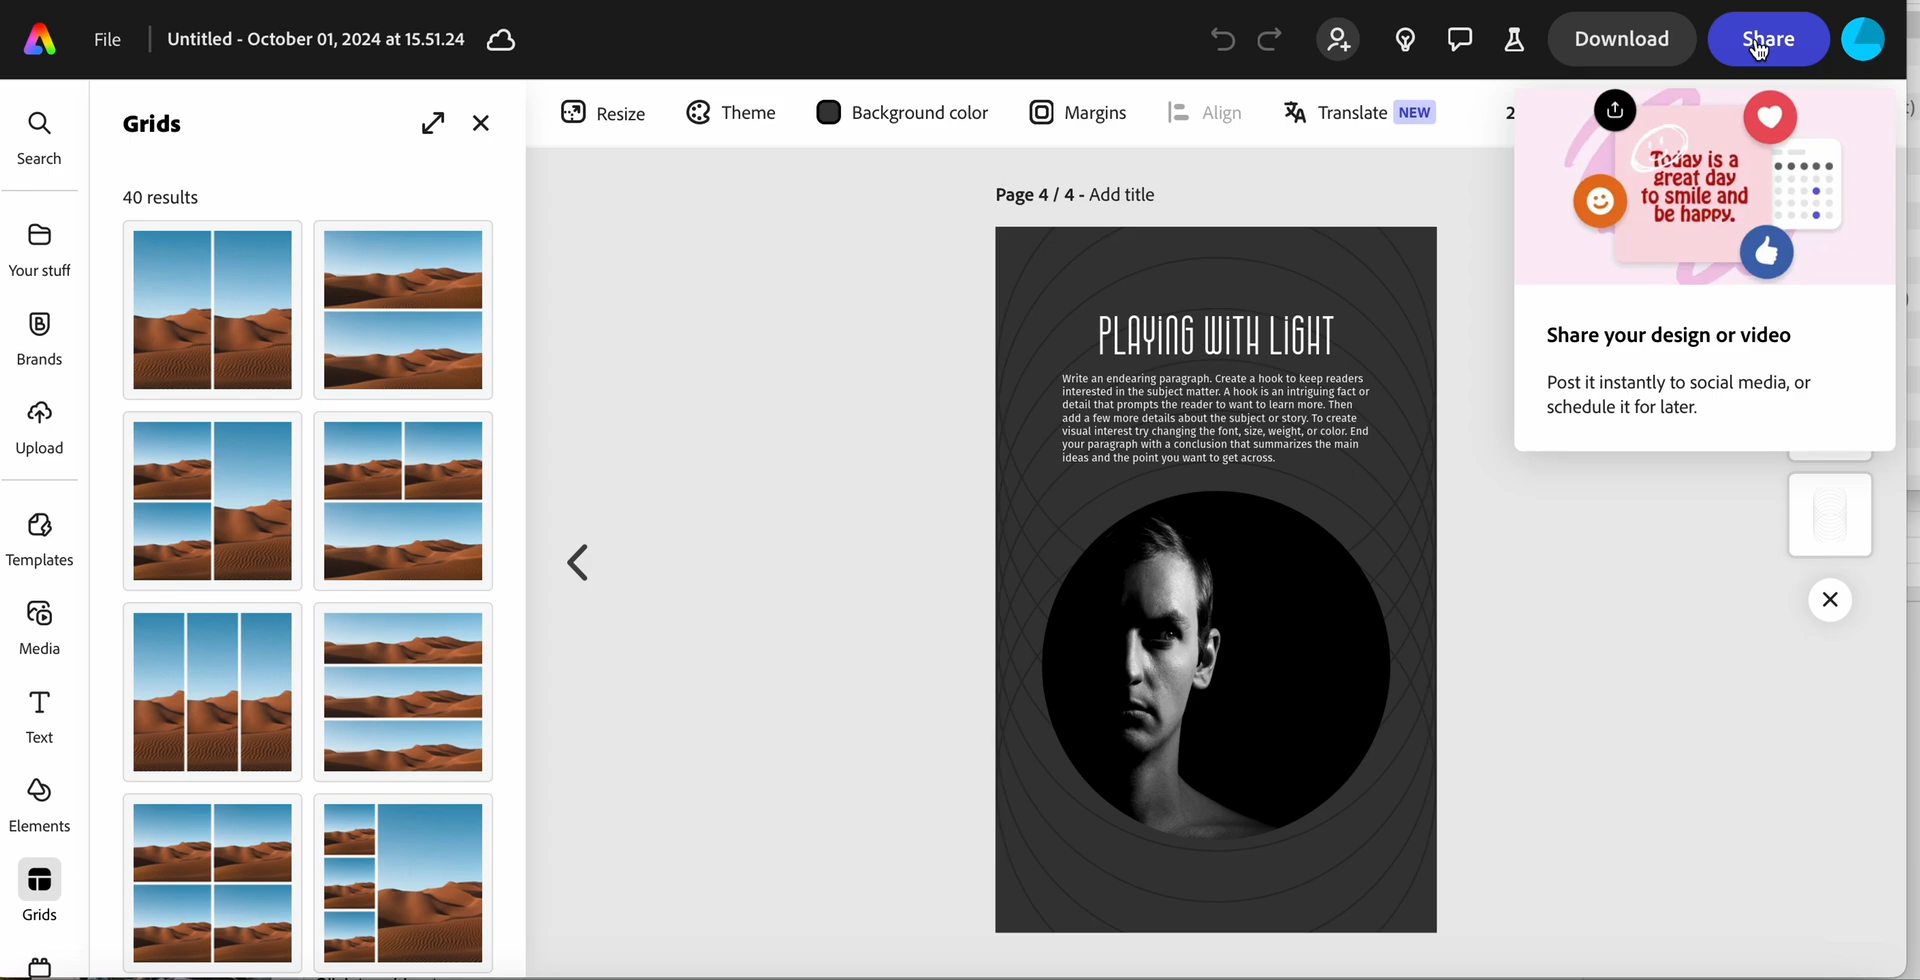 File
Untitled - October 01, 2024 at 15.51.24
Download
Share
Search
Your stuff
Brands
Upload
Templates
Media
Text
Elements
Grids
Grids
40 results
Resize
Theme
Background color
Margins
Align
Translate NEW
2
Page 4 / 4 - Add title
PLAYING WITH LIGHT
Write an endearing paragraph. Create a hook to keep readers
interested in the subject matter. A hook is an intriguing fact or
detail that prompts the reader to want to learn more. Then
add a few more details about the subject or story. To create
visual interest try changing the font, size, weight, or color. End
your paragraph with a conclusion that summarizes the main
ideas and the point you want to get across.
Today is a
great day
to smile and
be happy.
Share your design or video
Post it instantly to social media, or
schedule it for later.